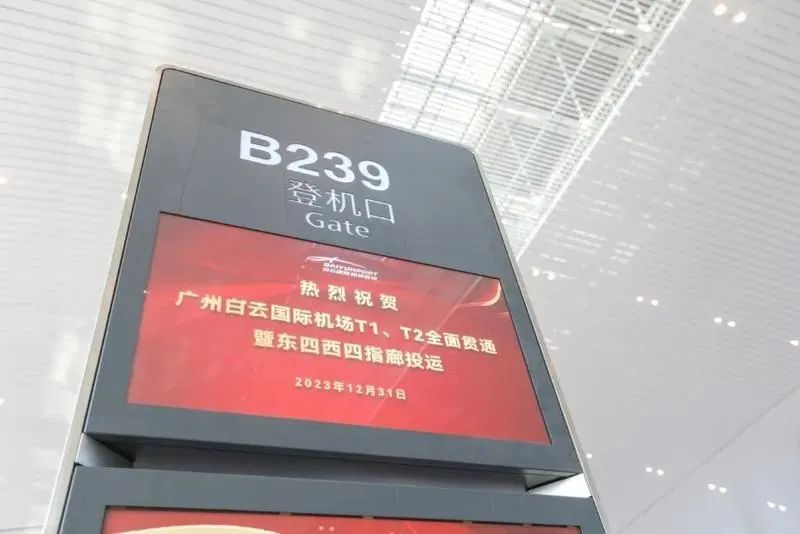 B239
登机口
Gate
BAIYUNPORT
热烈祝贺
广州白云国际机场T1、T2全面贯通
暨东四西四指廊投运
2023年12月31日